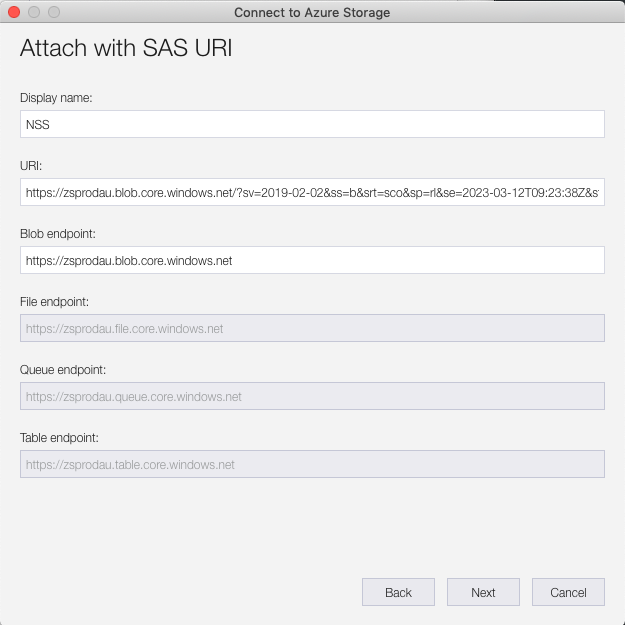 Connect to Azure Storage
Attach with SAS URI
Display name:
NSS
URI:
https://zsprodau.blob.core.windows.net/?sv=2019-02-02&ss=b&srt=sco&sp=rl&se=2023-03-12T09:23:38Z&s
Blob endpoint:
https://zsprodau.blob.core.windows.net
File endpoint:
https://zsprodau.file.core.windows.net
Queue endpoint:
https://zsprodau.queue.core.windows.net
Table endpoint:
https://zsprodau.table.core.windows.net
Back Next Cancel